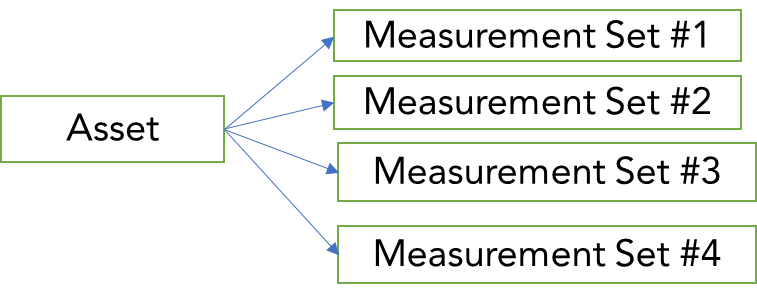 Asset
Measurement Set #1
Measurement Set #2
Measurement Set #3
Measurement Set #4